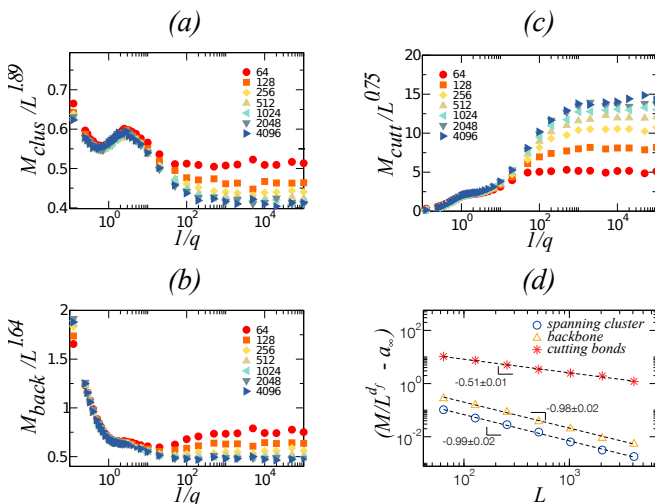 (a)
M_clus/L^1.89
0.7
0.6
0.5
0.4
64
128
256
512
1024
2048
4096
10^0 10^2 10^4
1/q
(c)
M_cutt/L^0.75
20
15
10
5
0
64
128
256
512
1024
2048
4096
10^0 10^2 10^4
1/q
(b)
M_back/L^1.64
2
1.5
1
0.5
64
128
256
512
1024
2048
4096
10^0 10^2 10^4
1/q
(d)
(M/L^d_f - a_∞)
10^2
10^0
10^-2
spanning cluster
backbone
cutting bonds
-0.51±0.01
-0.98±0.02
-0.99±0.02
10^2 10^3
L